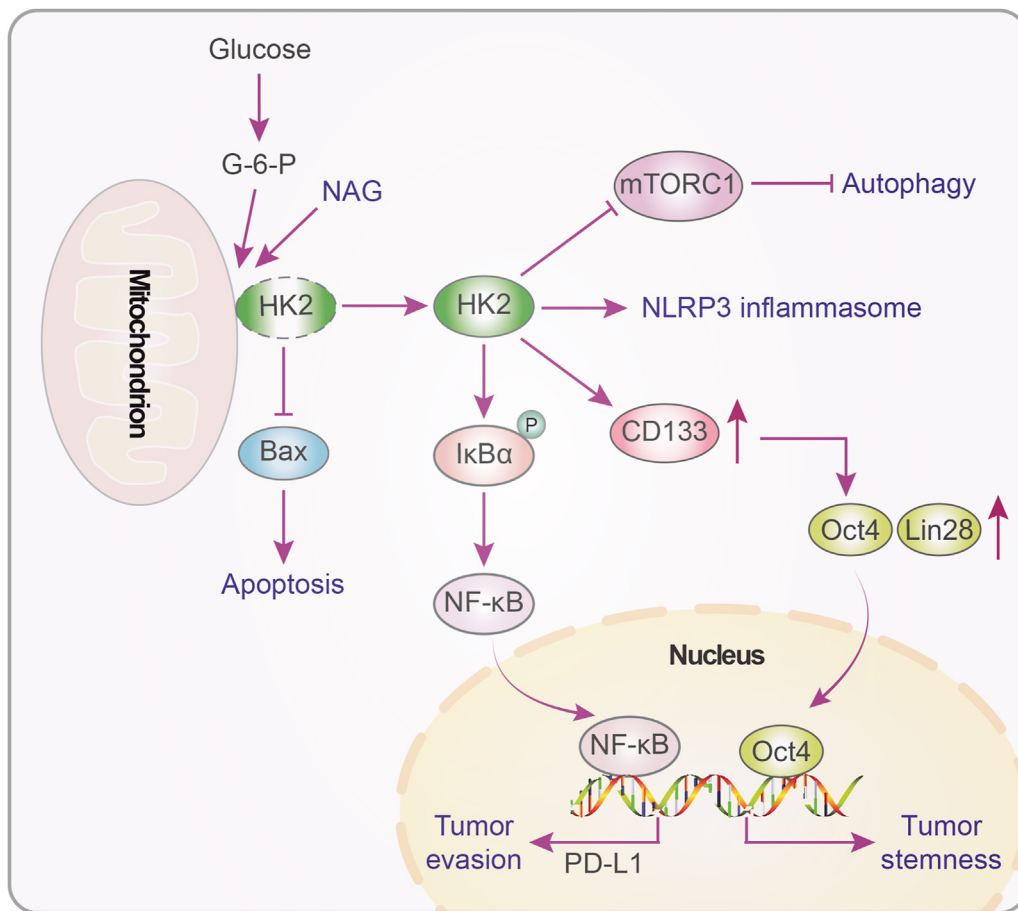 Glucose
G-6-P
NAG
mTORC1
Autophagy
Mitochondrion
HK2
HK2
NLRP3 inflammasome
P
CD133
Bax
IκBα
Oct4
Lin28
Apoptosis
NF-κB
Nucleus
NF-κB
Oct4
Tumor
evasion
PD-L1
Tumor
stemness